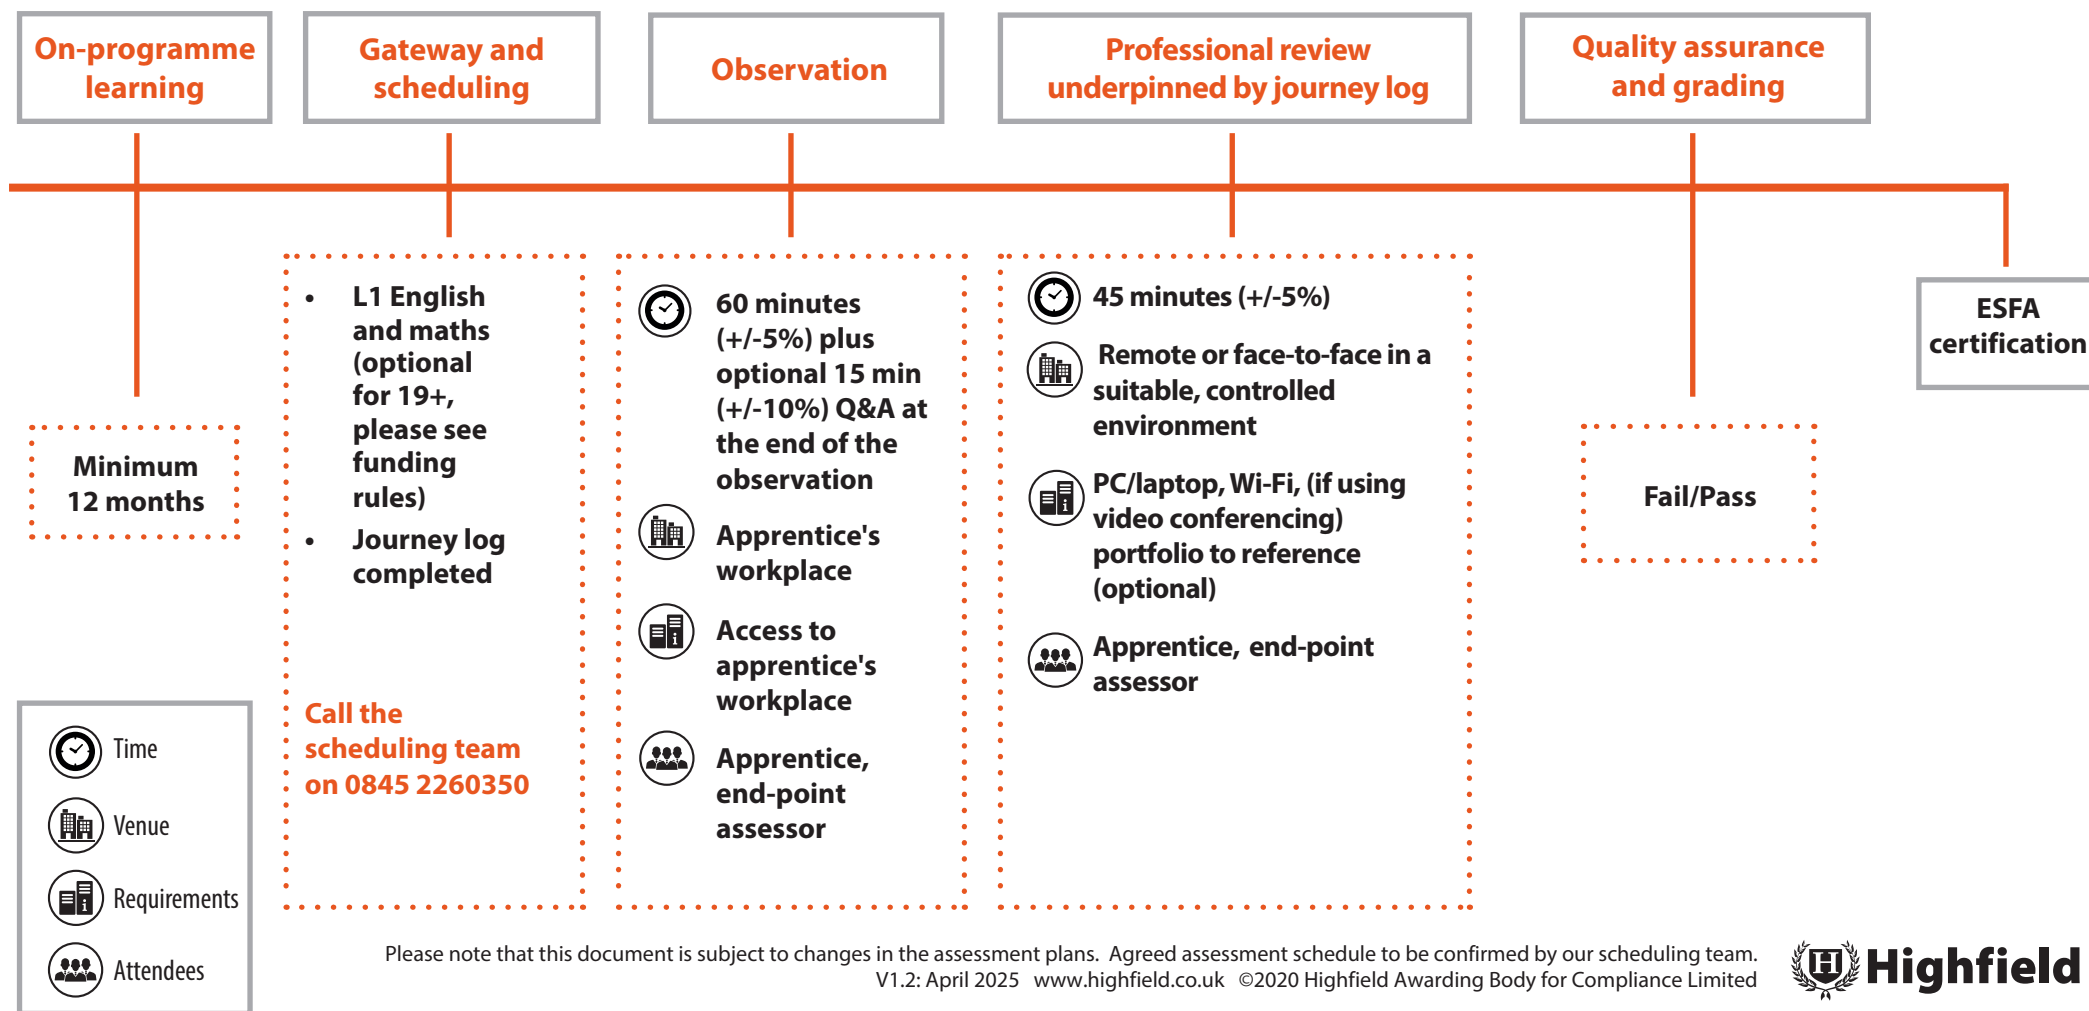 On-programme
learning
Gateway and
scheduling
Observation
Professional review
underpinned by journey log
Quality assurance
and grading
Minimum
12 months
• L1 English
and maths
(optional
for 19+,
please see
funding
rules)
• Journey log
completed
Call the
scheduling team
on 0845 2260350
60 minutes
(+/-5%) plus
optional 15 min
(+/-10%) Q&A at
the end of the
observation
Apprentice's
workplace
Access to
apprentice's
workplace
Apprentice,
end-point
assessor
45 minutes (+/-5%)
Remote or face-to-face in a
suitable, controlled
environment
PC/laptop, Wi-Fi, (if using
video conferencing)
portfolio to reference
(optional)
Apprentice, end-point
assessor
Fail/Pass
ESFA
certification
Time
Venue
Requirements
Attendees
Please note that this document is subject to changes in the assessment plans. Agreed assessment schedule to be confirmed by our scheduling team.
V1.2: April 2025 www.highfield.co.uk ©2020 Highfield Awarding Body for Compliance Limited
H Highfield